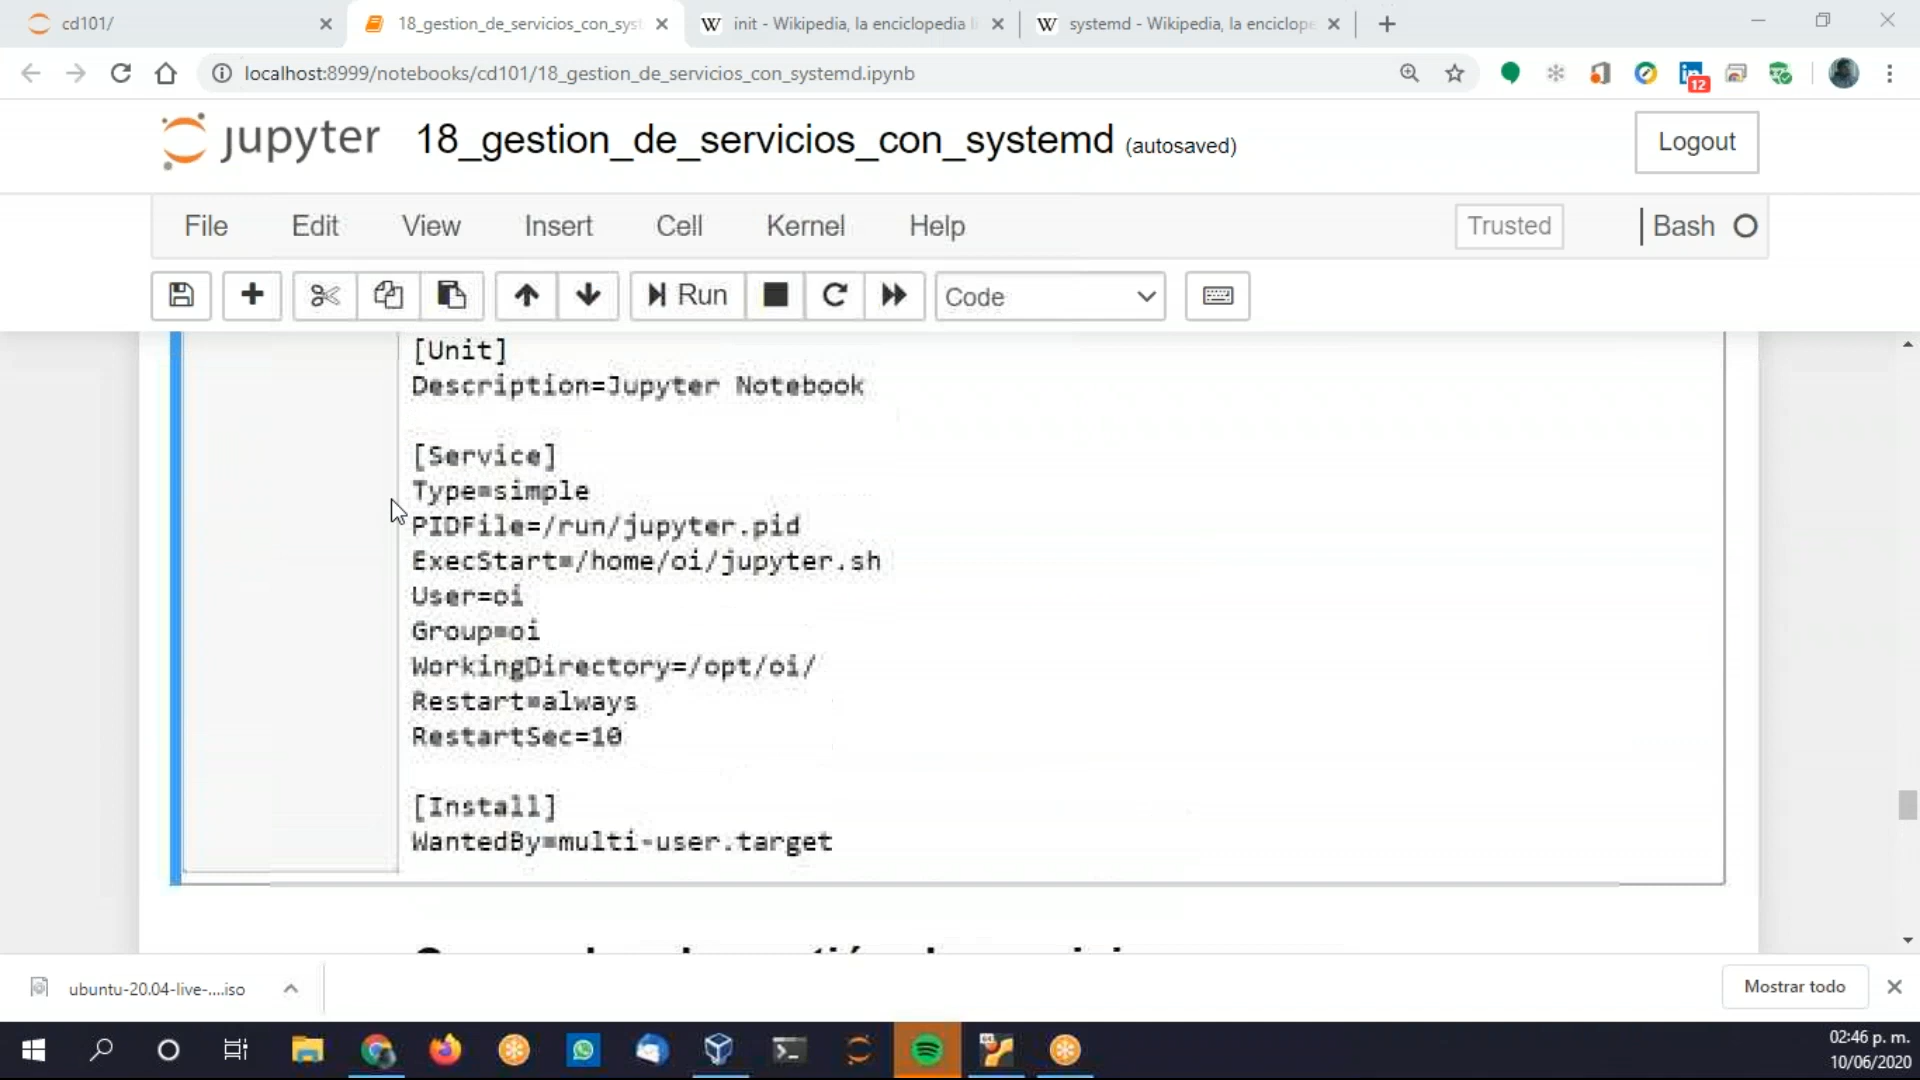 cd101/
18_gestion_de_servicios_con_syst
init - Wikipedia, la enciclopedia li
systemd - Wikipedia, la enciclope
localhost:8999/notebooks/cd101/18_gestion_de_servicios_con_systemd.ipynb
12
jupyter 18_gestion_de_servicios_con_systemd (autosaved)
Logout
File Edit View Insert Cell Kernel Help
Trusted
Bash
Run
Code
[Unit]
Description=Jupyter Notebook
[Service]
Type=simple
PIDFile=/run/jupyter.pid
ExecStart=/home/oi/jupyter.sh
User=oi
Group=oi
WorkingDirectory=/opt/oi/
Restart=always
RestartSec=10
[Install]
WantedBy=multi-user.target
ubuntu-20.04-live-....iso
Mostrar todo
02:46 p. m.
10/06/2020